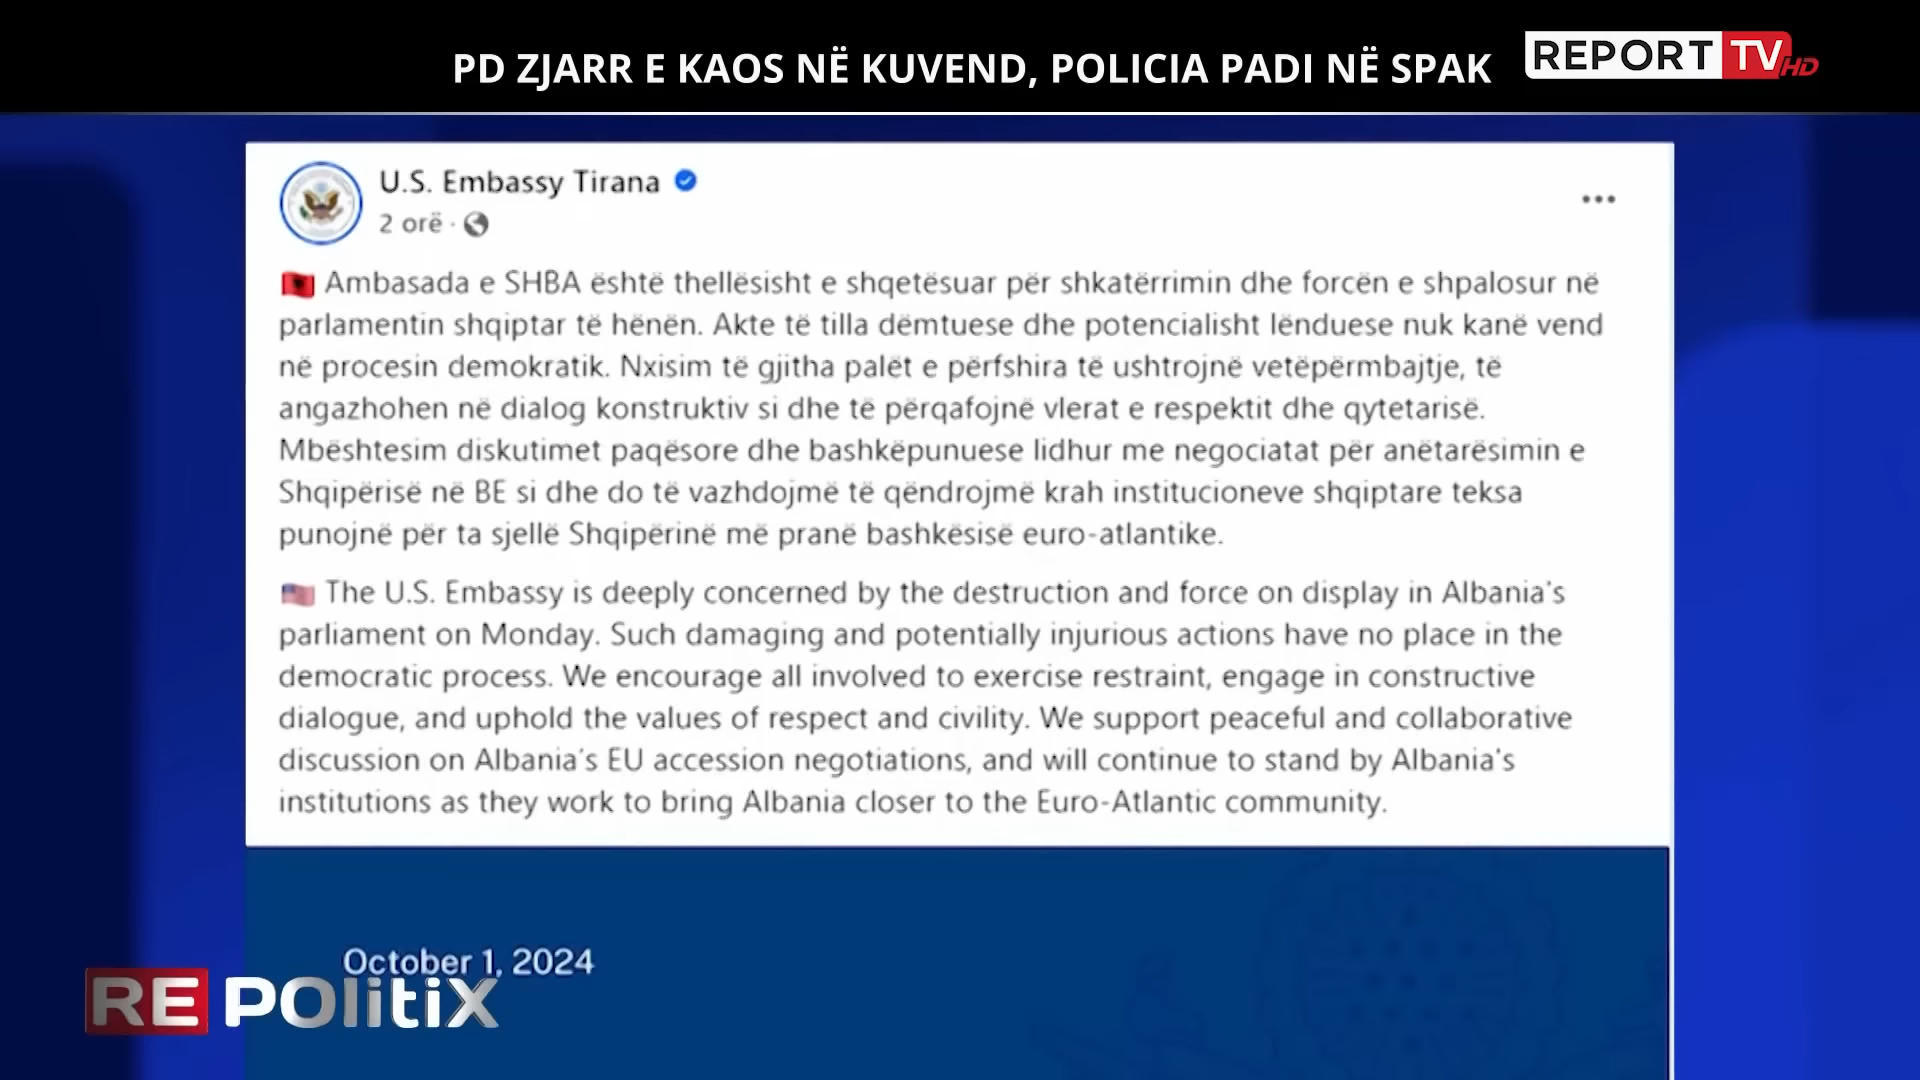 PD ZJARR E KAOS NË KUVEND, POLICIA PADI NË SPAK
REPORT TV HD
U.S. Embassy Tirana
2 orë ·
Ambasada e SHBA është thellësisht e shqetësuar për shkatërrimin dhe forcën e shpalosur në
parlamentin shqiptar të hënën. Akte të tilla dëmtuese dhe potencialisht lënduese nuk kanë vend
në procesin demokratik. Nxisim të gjitha palët e përfshira të ushtrojnë vetëpërmbajtje, të
angazhohen në dialog konstruktiv si dhe të përqafojnë vlerat e respektit dhe qytetarisë.
Mbështesim diskutimet paqësore dhe bashkëpunuese lidhur me negociatat për anëtarësimin e
Shqipërisë në BE si dhe do të vazhdojmë të qëndrojmë krah institucioneve shqiptare teksa
punojnë për ta sjellë Shqipërinë më pranë bashkësisë euro-atlantike.
The U.S. Embassy is deeply concerned by the destruction and force on display in Albania's
parliament on Monday. Such damaging and potentially injurious actions have no place in the
democratic process. We encourage all involved to exercise restraint, engage in constructive
dialogue, and uphold the values of respect and civility. We support peaceful and collaborative
discussion on Albania's EU accession negotiations, and will continue to stand by Albania's
institutions as they work to bring Albania closer to the Euro-Atlantic community.
October 1, 2024
RE POlitiX